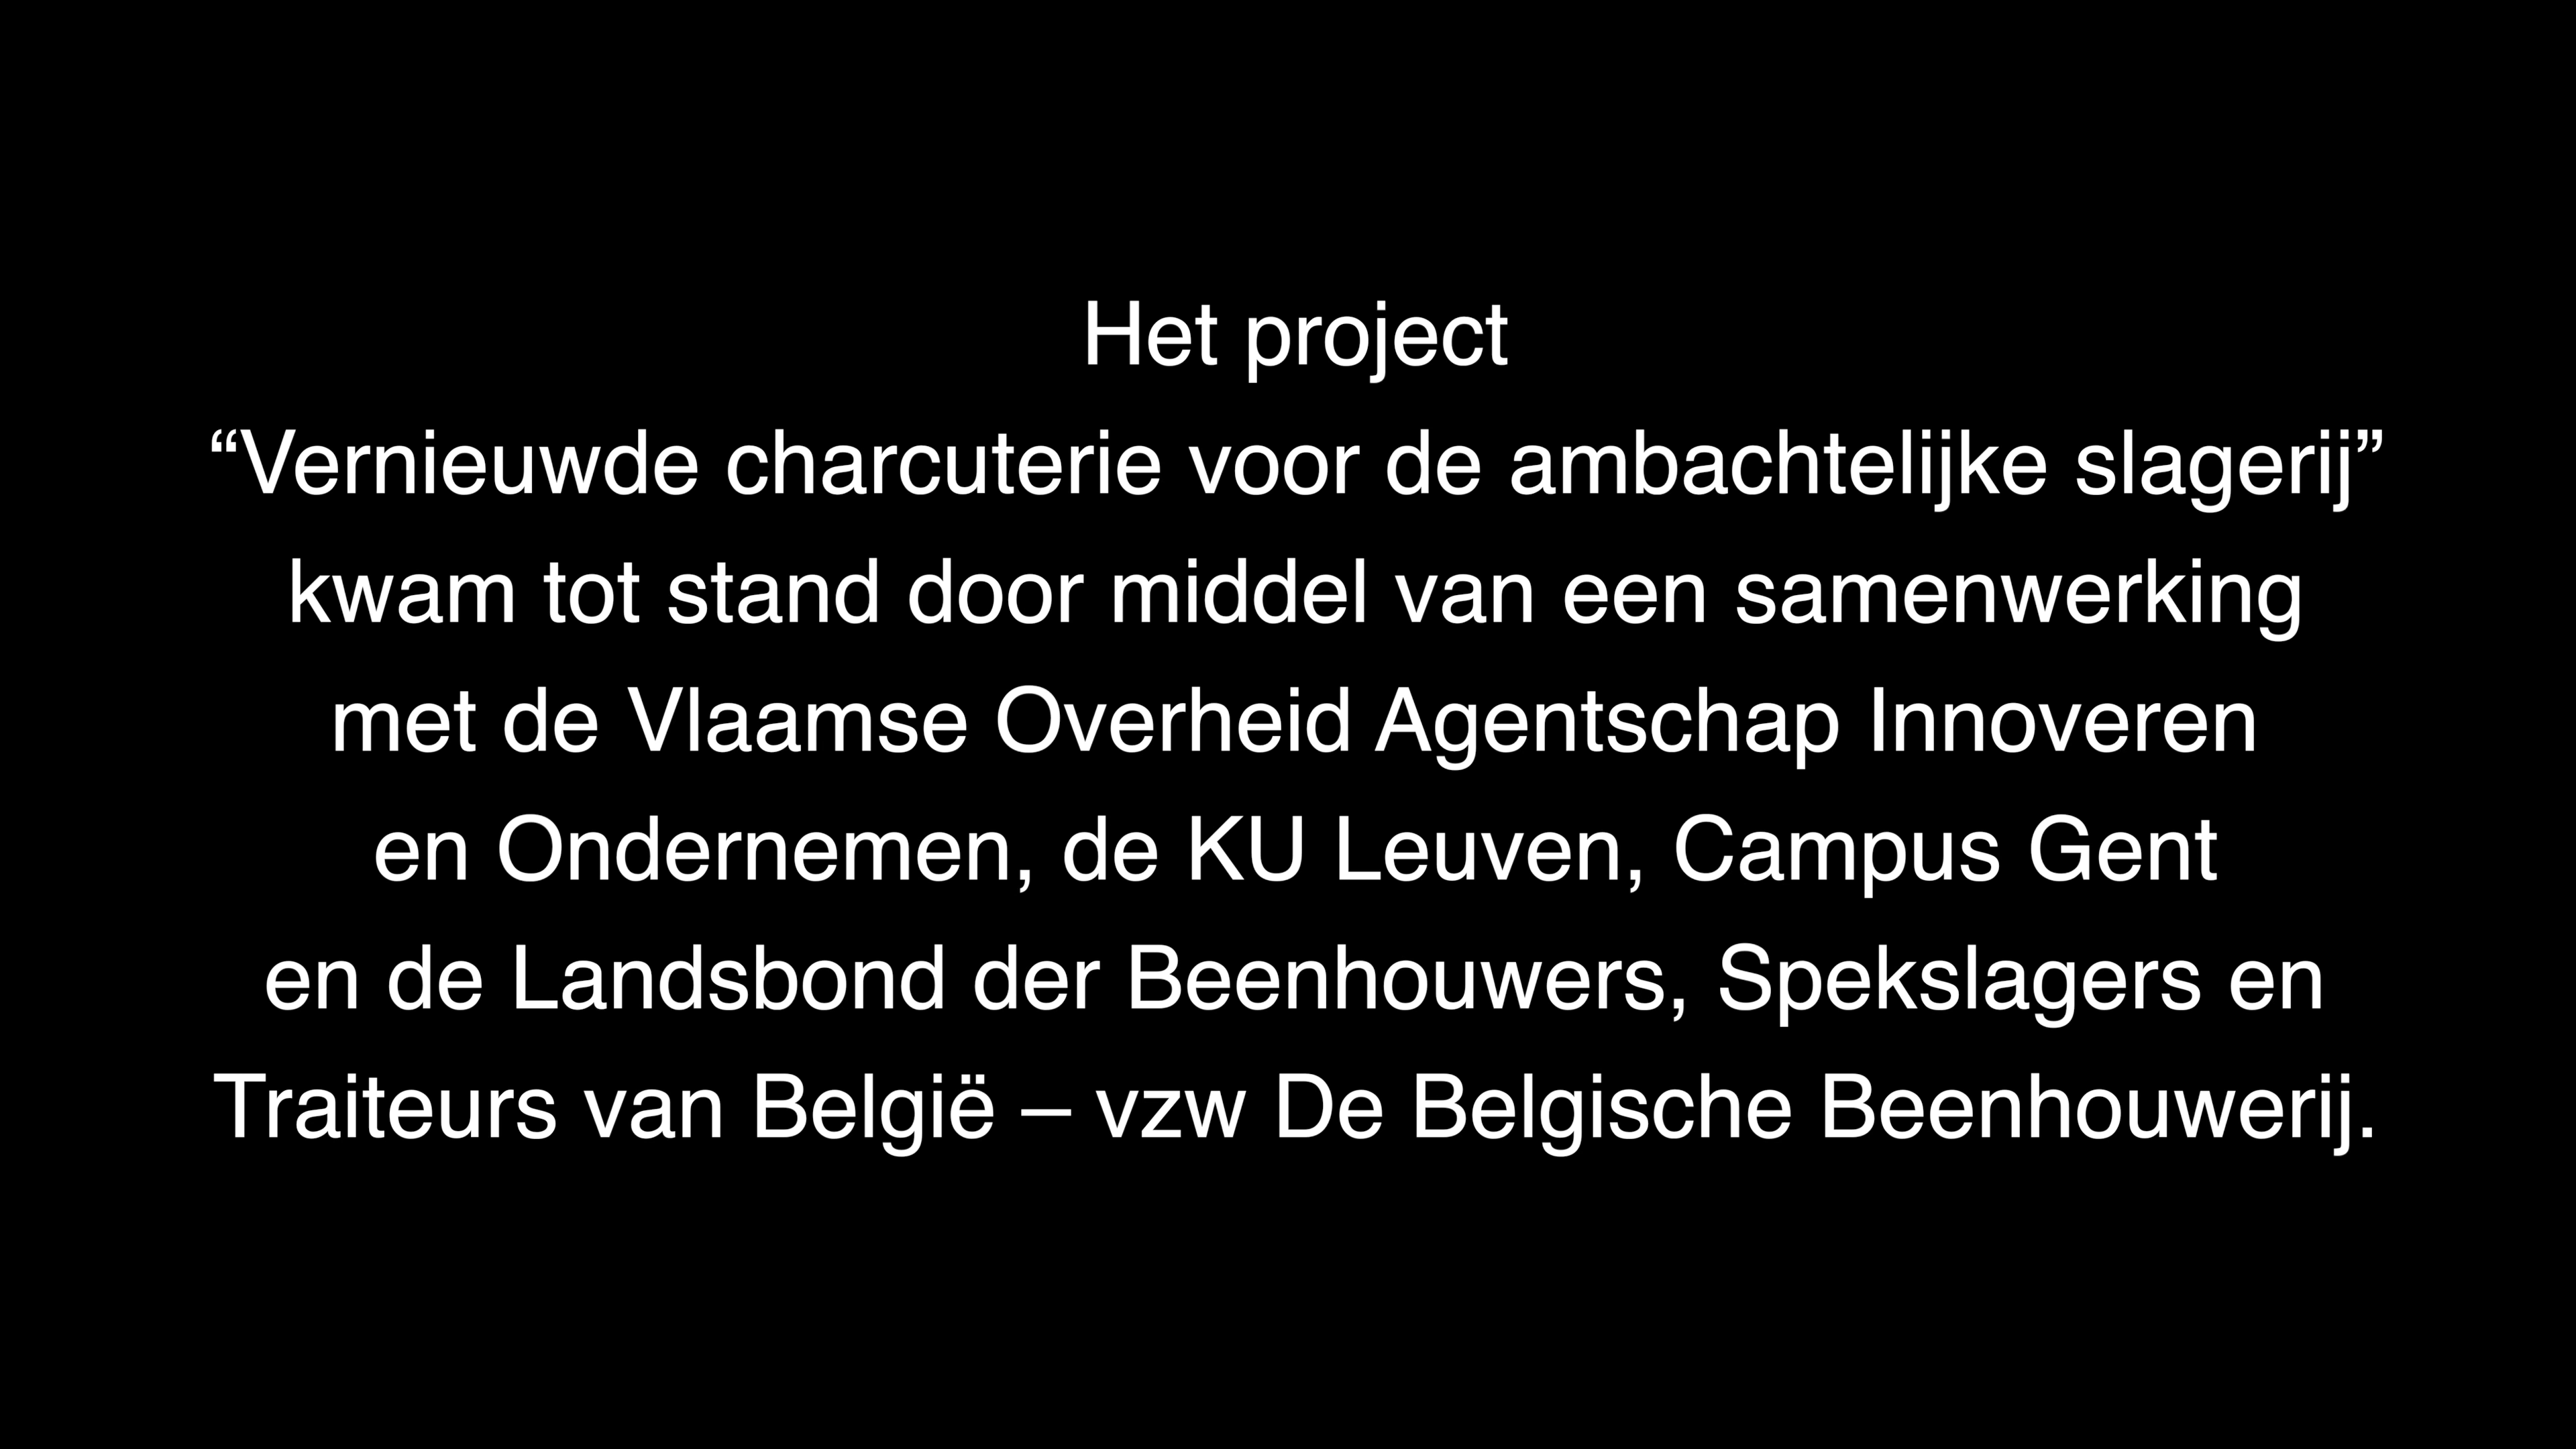 Het project
“Vernieuwde charcuterie voor de ambachtelijke slagerij”
kwam tot stand door middel van een samenwerking
met de Vlaamse Overheid Agentschap Innoveren
en Ondernemen, de KU Leuven, Campus Gent
en de Landsbond der Beenhouwers, Spekslagers en
Traiteurs van België – vzw De Belgische Beenhouwerij.